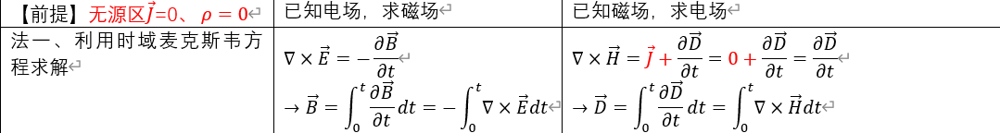 【前提】无源区J⃗=0、ρ = 0
已知电场，求磁场
已知磁场，求电场
法一、利用时域麦克斯韦方
程求解
∇ × E⃗ = −∂B⃗/∂t
→ B⃗ = ∫₀ᵗ ∂B⃗/∂t dt = −∫₀ᵗ ∇ × E⃗dt
∇ × H⃗ = J⃗ + ∂D⃗/∂t = 0 + ∂D⃗/∂t = ∂D⃗/∂t
→ D⃗ = ∫₀ᵗ ∂D⃗/∂t dt = ∫₀ᵗ ∇ × H⃗dt